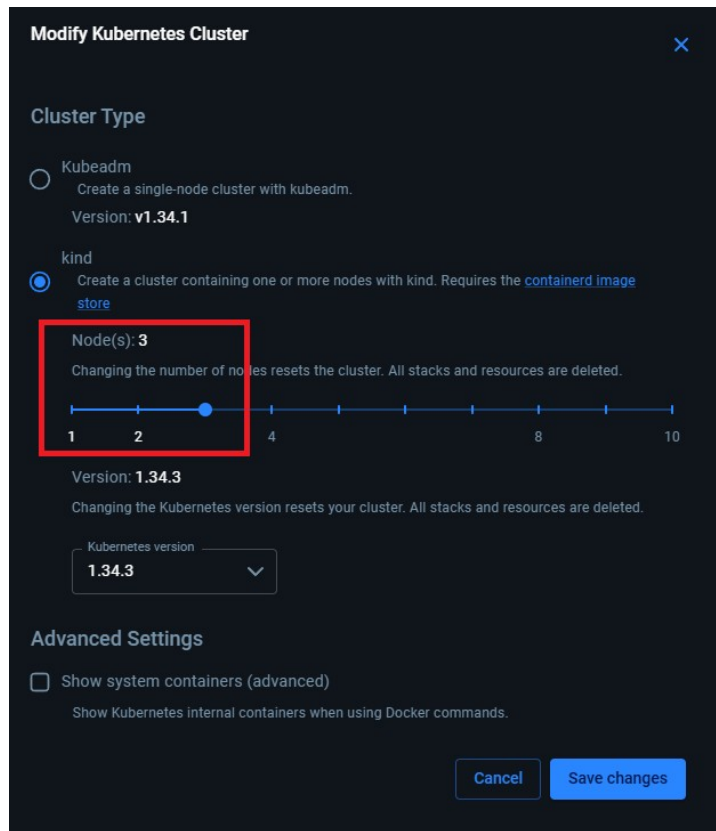 Modify Kubernetes Cluster
Cluster Type
Kubeadm
Create a single-node cluster with kubeadm.
Version: v1.34.1
kind
Create a cluster containing one or more nodes with kind. Requires the containerd image
store
Node(s): 3
Changing the number of nodes resets the cluster. All stacks and resources are deleted.
1 2 4 8 10
Version: 1.34.3
Changing the Kubernetes version resets your cluster. All stacks and resources are deleted.
Kubernetes version
1.34.3
Advanced Settings
Show system containers (advanced)
Show Kubernetes internal containers when using Docker commands.
Cancel Save changes